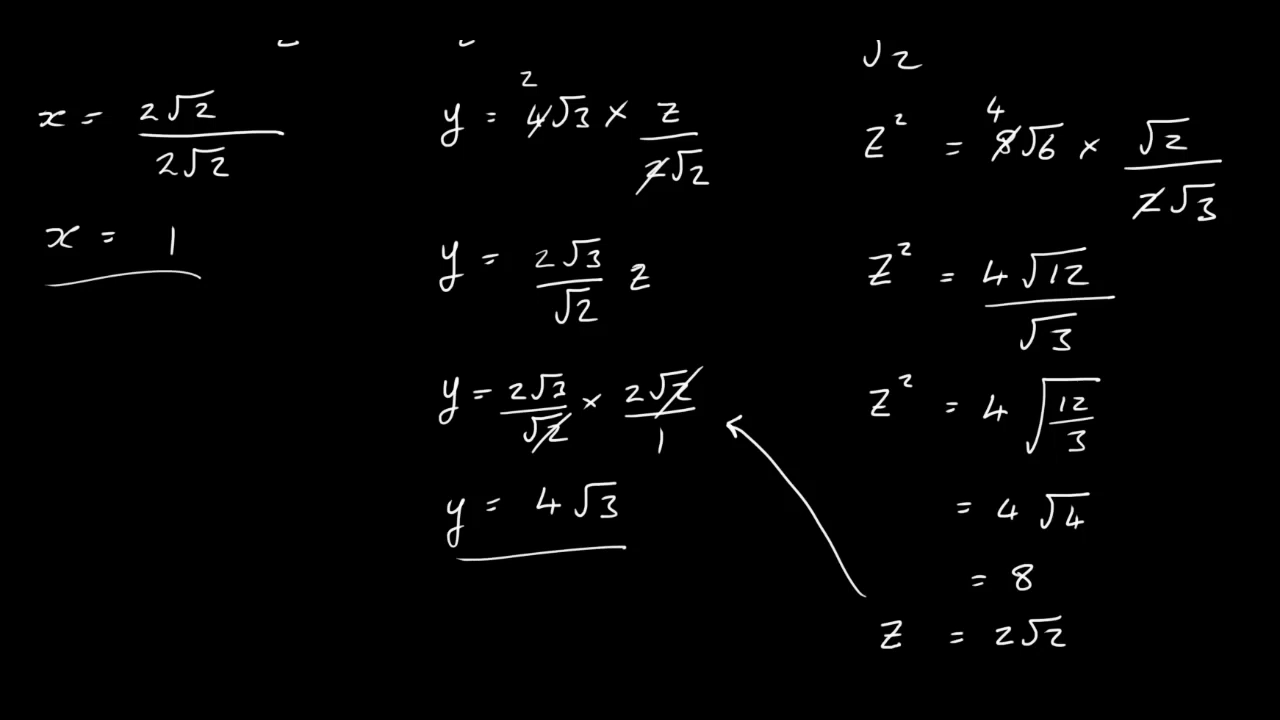 x = 2√2 / 2√2
x = 1
2
y = 4√3 × z / 2√2
y = 2√3 / √2 z
y = 2√3 / √2 × 2√2 / 1
y = 4√3
√2
4
z² = 8√6 × √2 / 2√3
z² = 4√12 / √3
z² = 4 √12/3
= 4 √4
= 8
z = 2√2